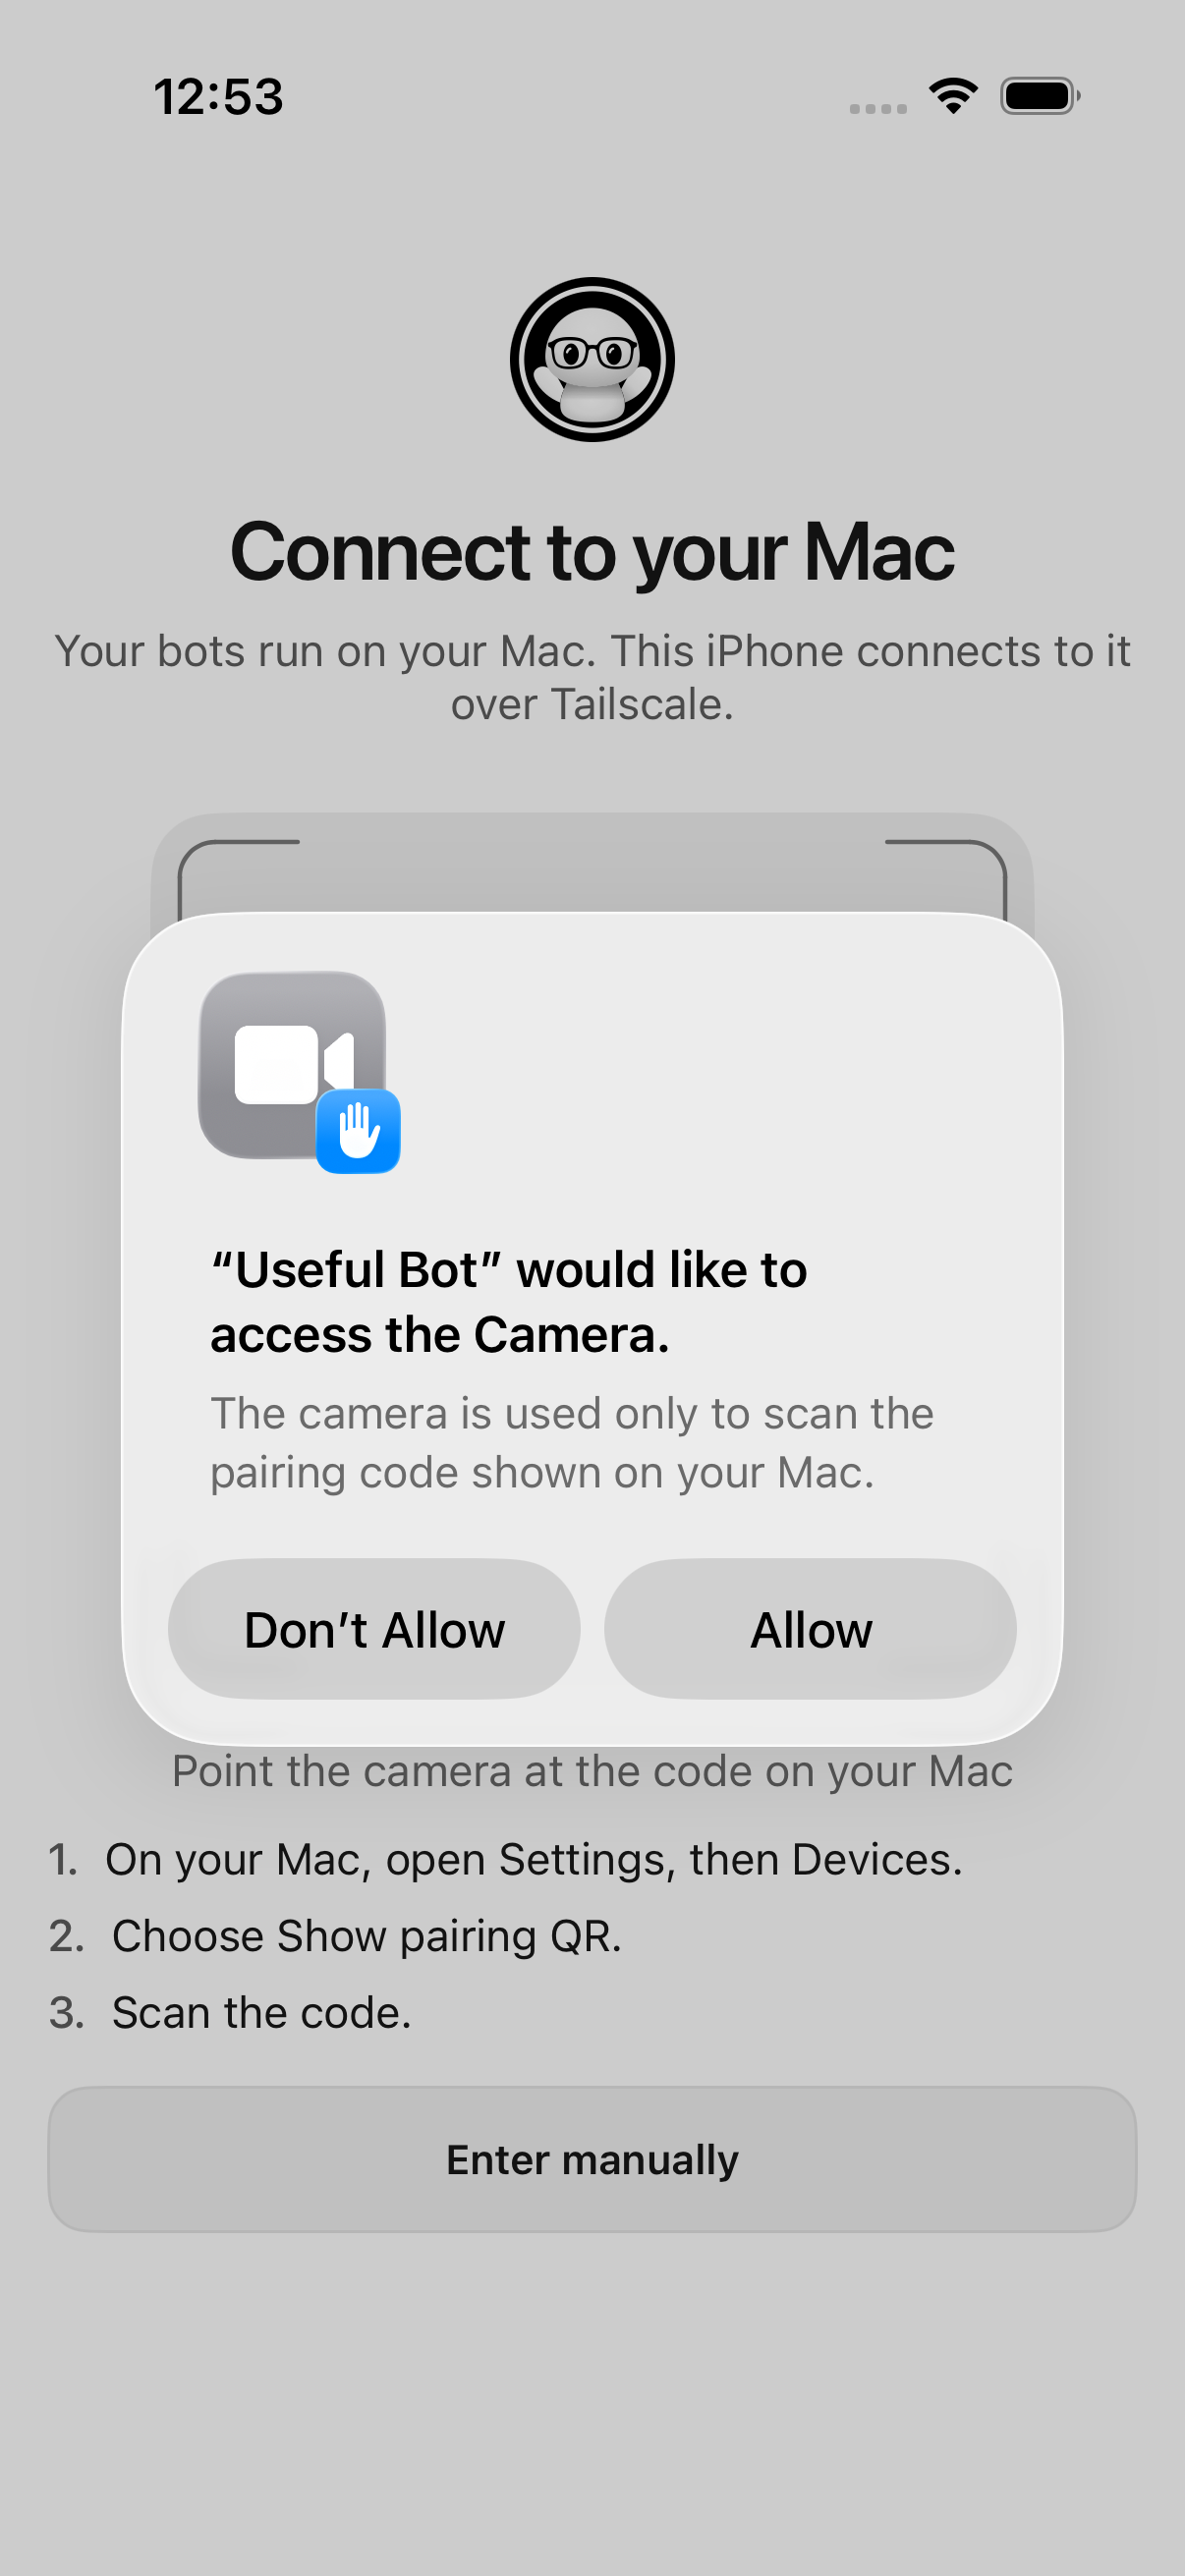 12:53
Connect to your Mac
Your bots run on your Mac. This iPhone connects to it
over Tailscale.
“Useful Bot” would like to
access the Camera.
The camera is used only to scan the
pairing code shown on your Mac.
Don’t Allow
Allow
Point the camera at the code on your Mac
1. On your Mac, open Settings, then Devices.
2. Choose Show pairing QR.
3. Scan the code.
Enter manually